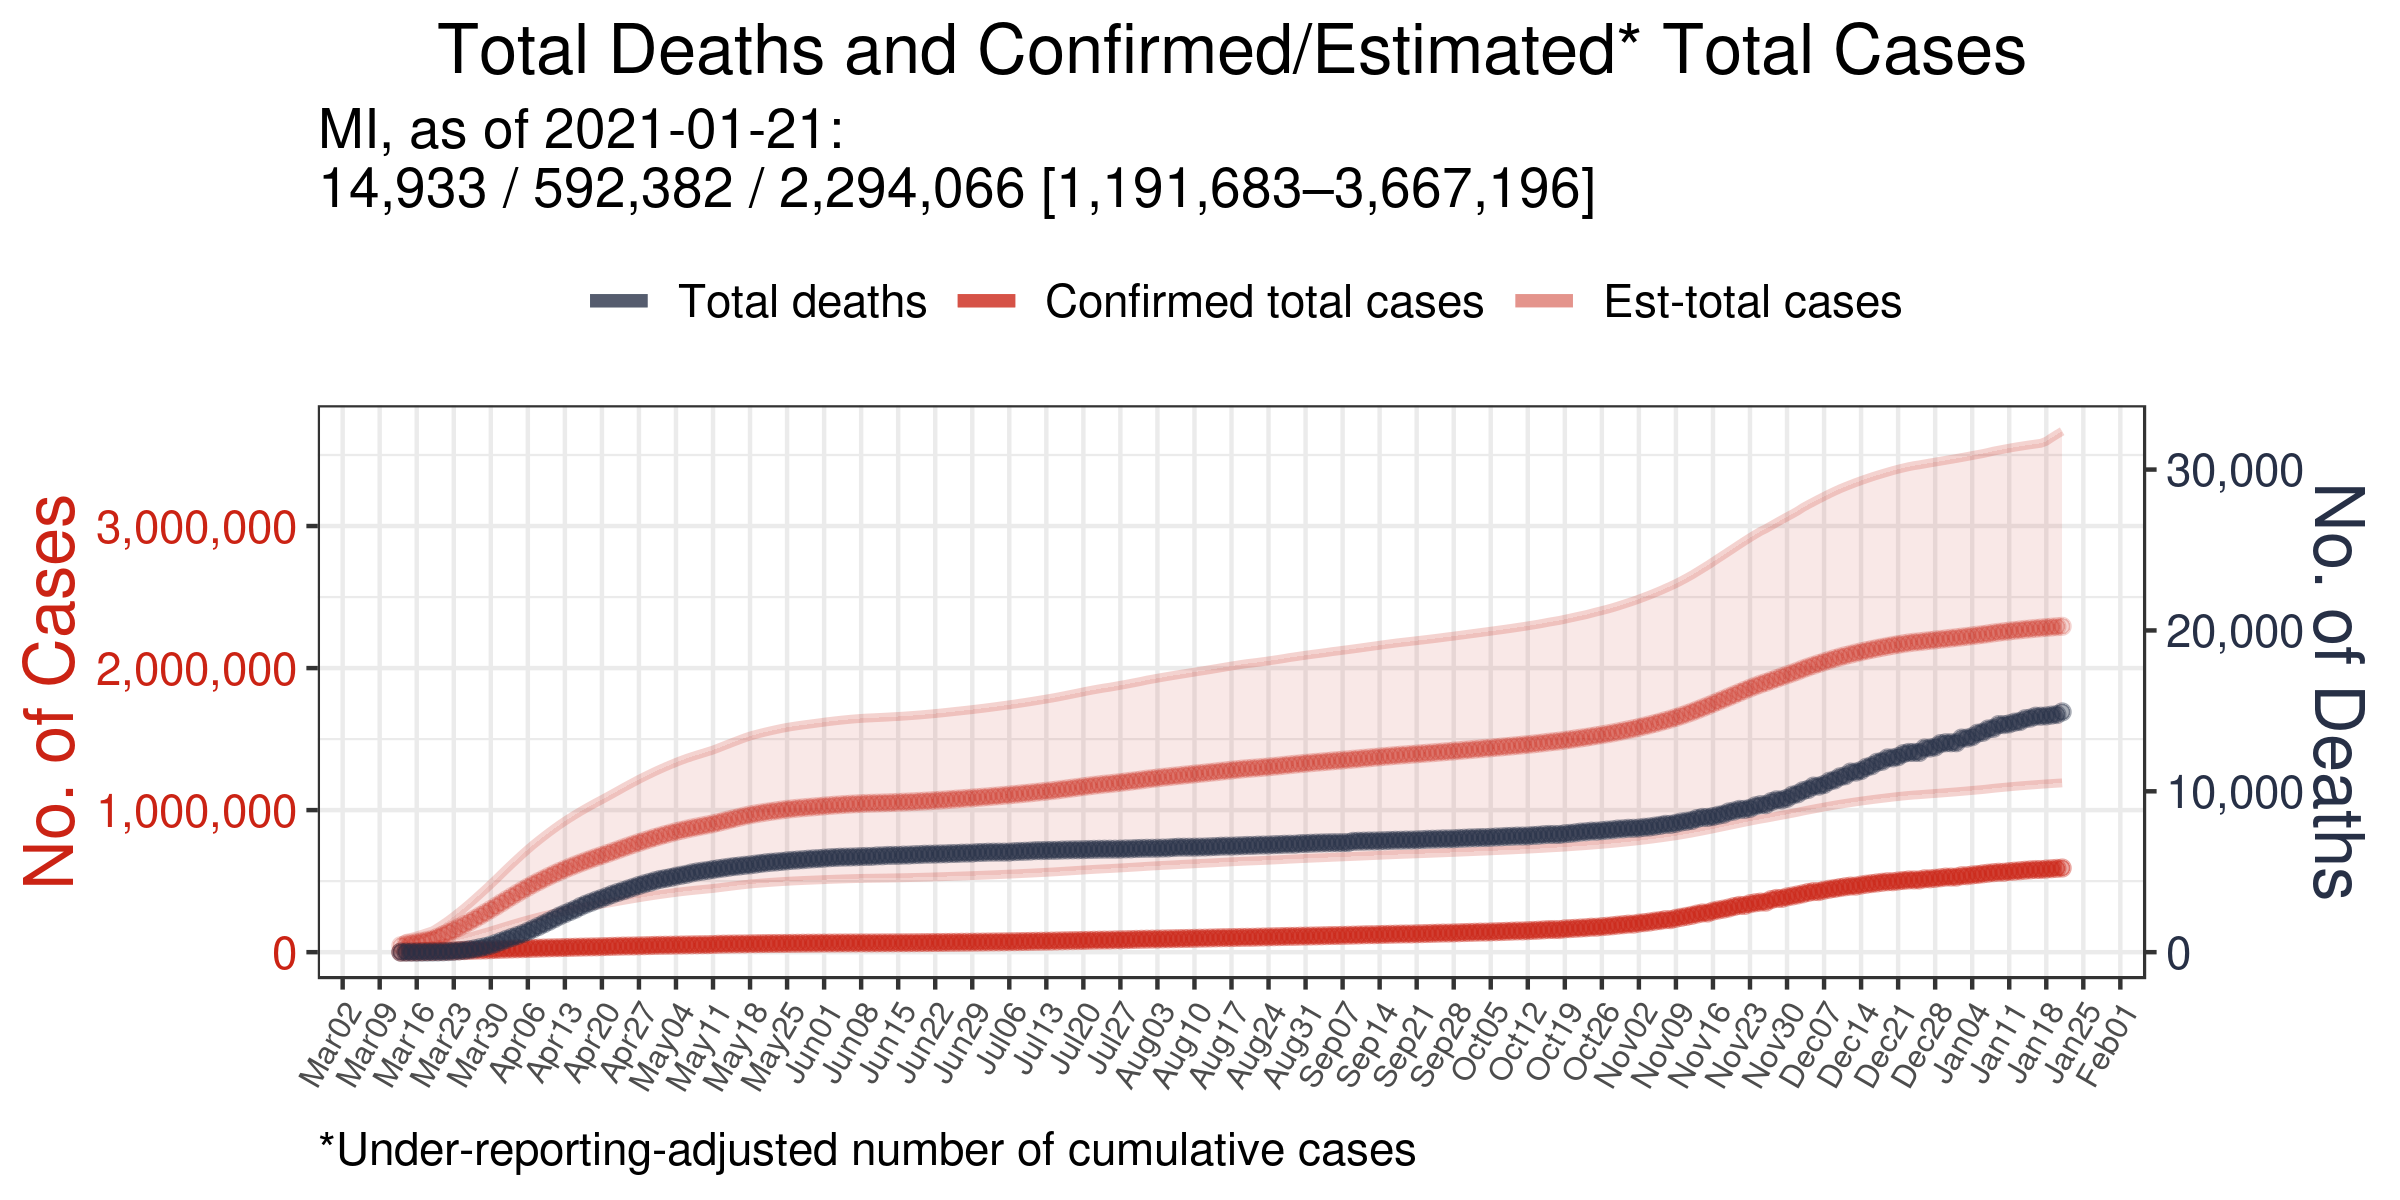 Total Deaths and Confirmed/Estimated* Total Cases
MI, as of 2021-01-21:
14,933 / 592,382 / 2,294,066 [1,191,683–3,667,196]
Total deaths
Confirmed total cases
Est-total cases
No. of Cases
3,000,000
2,000,000
1,000,000
0
30,000
20,000
10,000
0
No. of Deaths
Mar02
Mar09
Mar16
Mar23
Mar30
Apr06
Apr13
Apr20
Apr27
May04
May11
May18
May25
Jun01
Jun08
Jun15
Jun22
Jun29
Jul06
Jul13
Jul20
Jul27
Aug03
Aug10
Aug17
Aug24
Aug31
Sep07
Sep14
Sep21
Sep28
Oct05
Oct12
Oct19
Oct26
Nov02
Nov09
Nov16
Nov23
Nov30
Dec07
Dec14
Dec21
Dec28
Jan04
Jan11
Jan18
Jan25
Feb01
*Under-reporting-adjusted number of cumulative cases